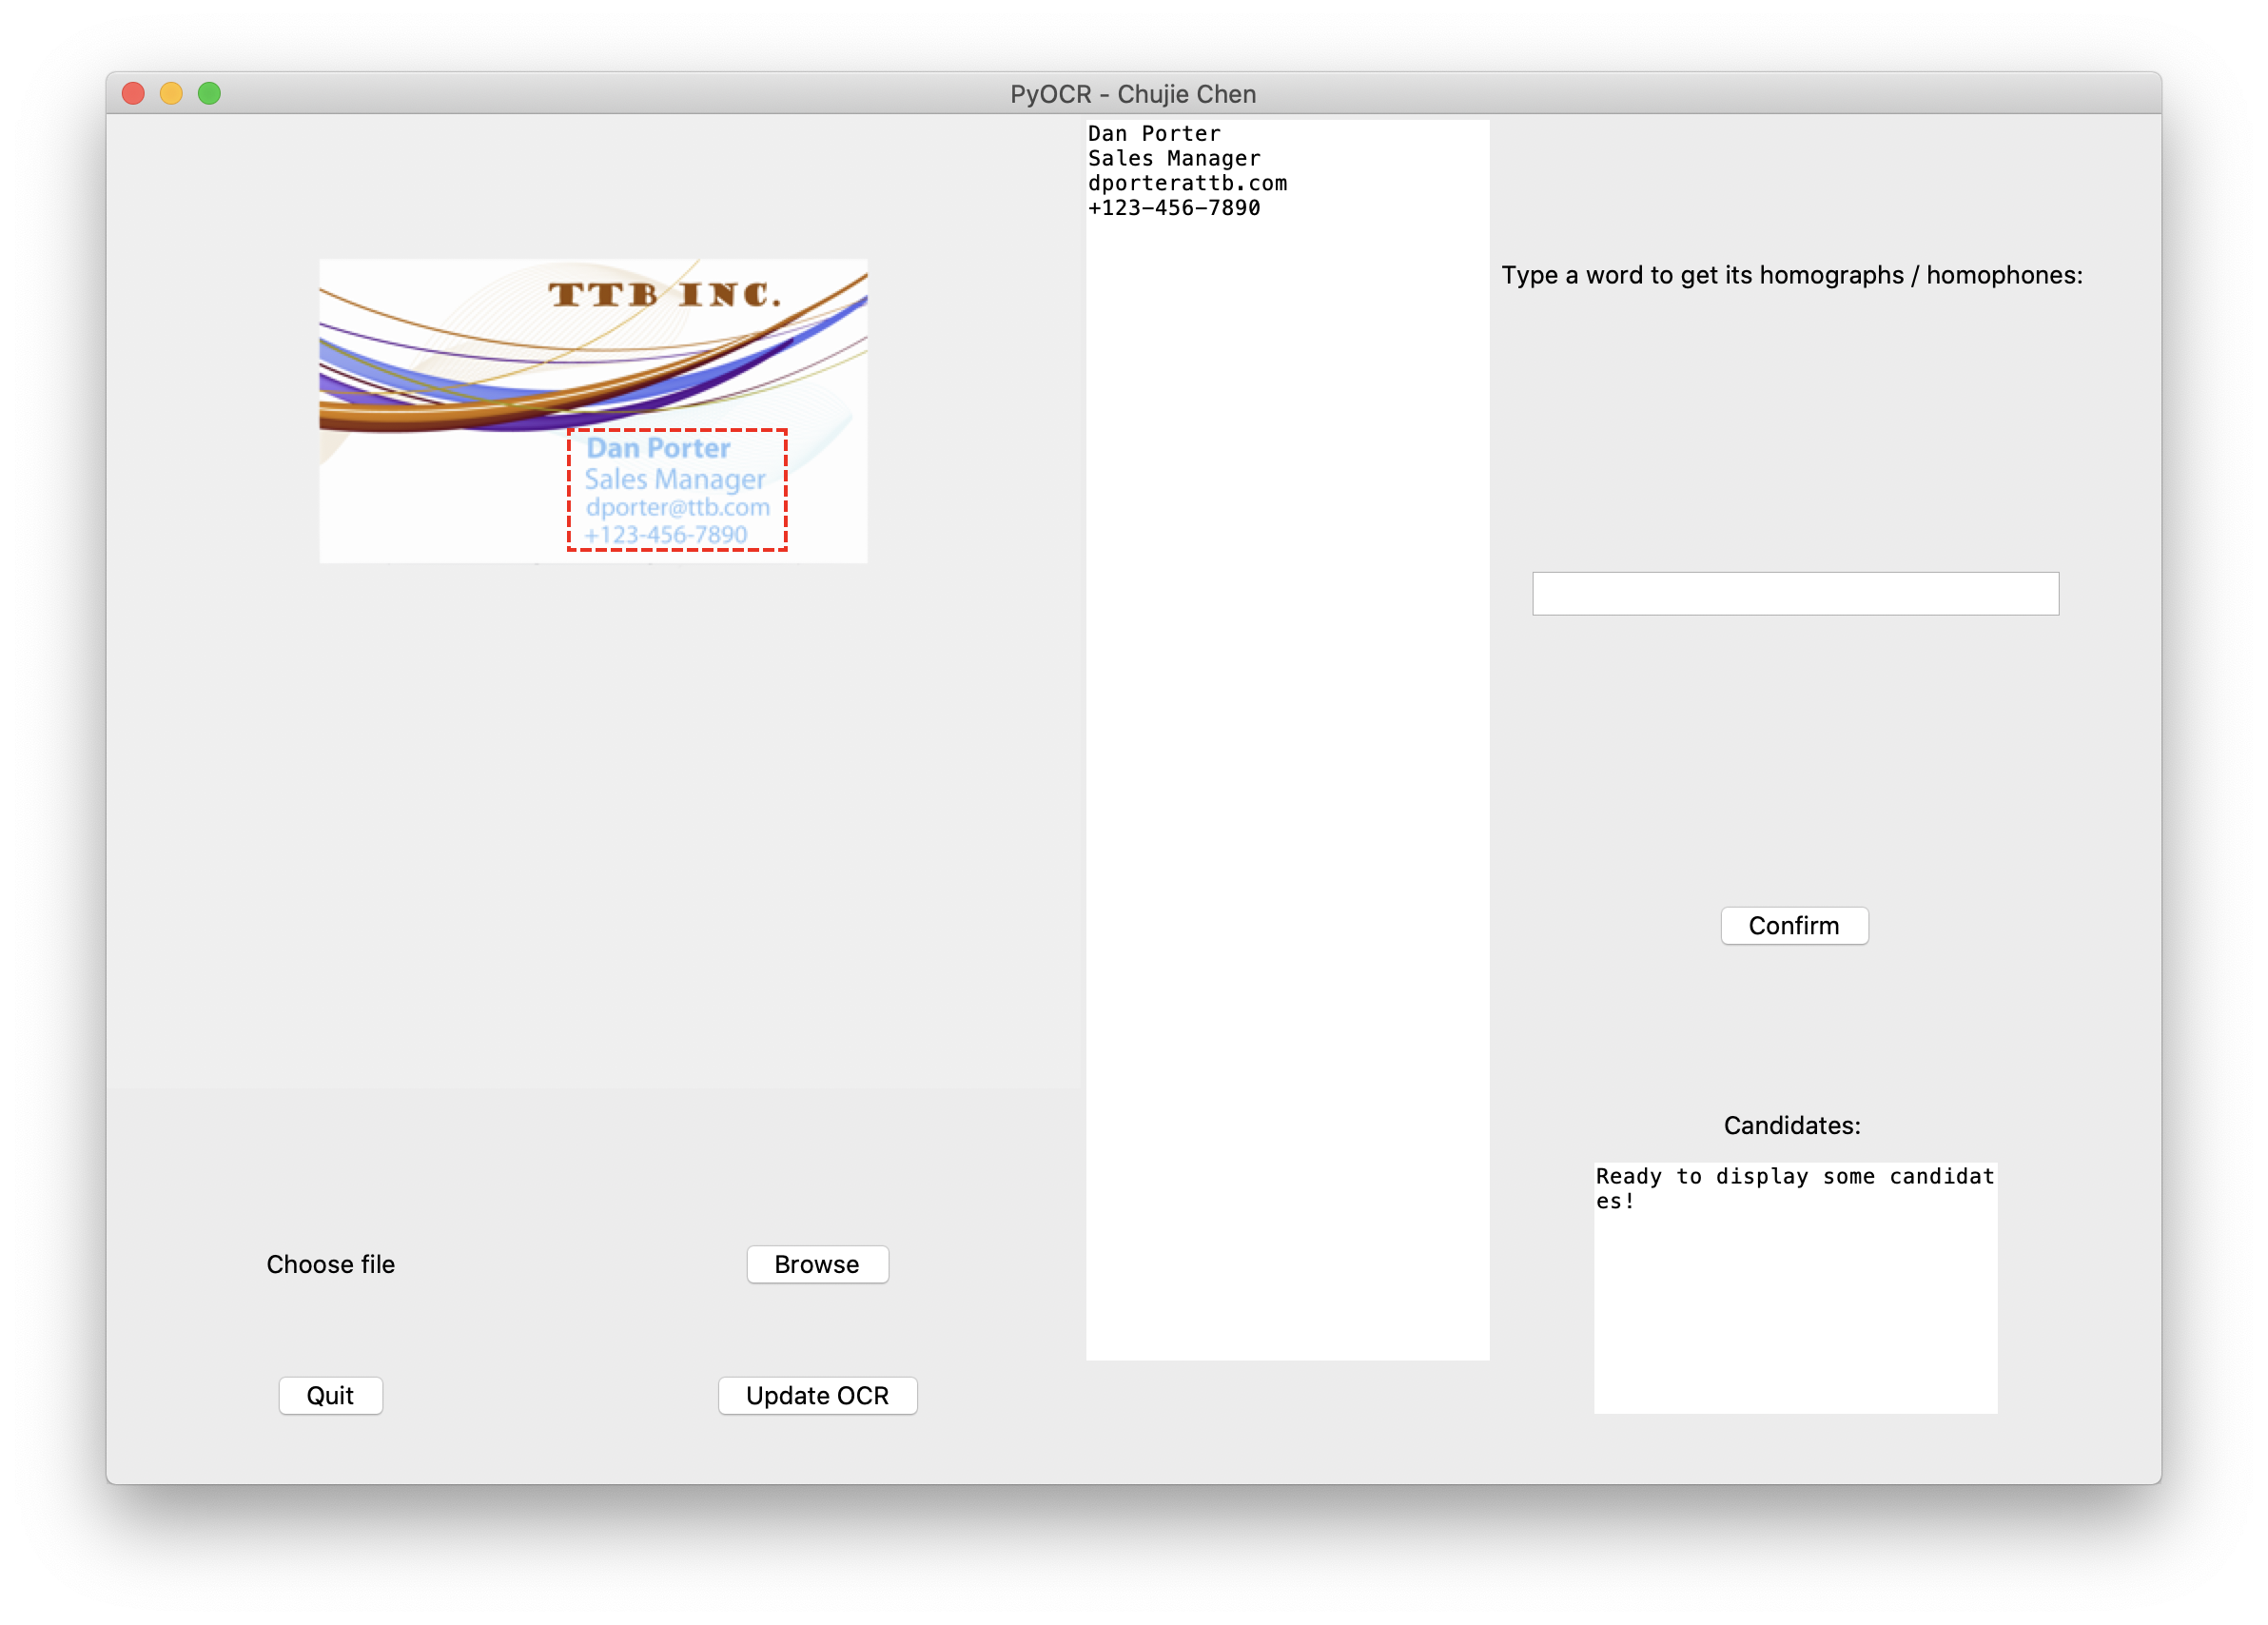 PyOCR - Chujie Chen
TTB INC.
Dan Porter
Sales Manager
dporter@ttb.com
+123-456-7890
Dan Porter
Sales Manager
dporterattb.com
+123-456-7890
Type a word to get its homographs / homophones:
Confirm
Candidates:
Ready to display some candidat
es!
Choose file
Browse
Quit
Update OCR